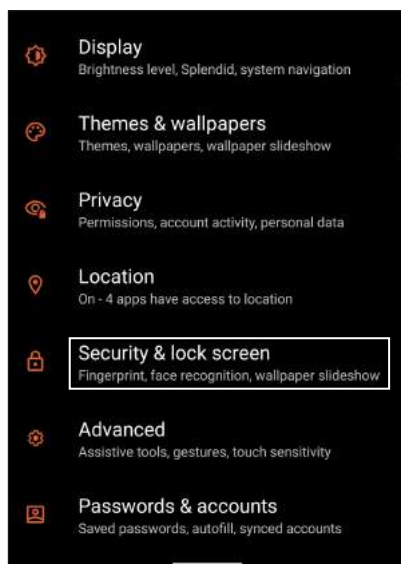 Display
Brightness level, Splendid, system navigation
Themes & wallpapers
Themes, wallpapers, wallpaper slideshow
Privacy
Permissions, account activity, personal data
Location
On - 4 apps have access to location
Security & lock screen
Fingerprint, face recognition, wallpaper slideshow
Advanced
Assistive tools, gestures, touch sensitivity
Passwords & accounts
Saved passwords, autofill, synced accounts